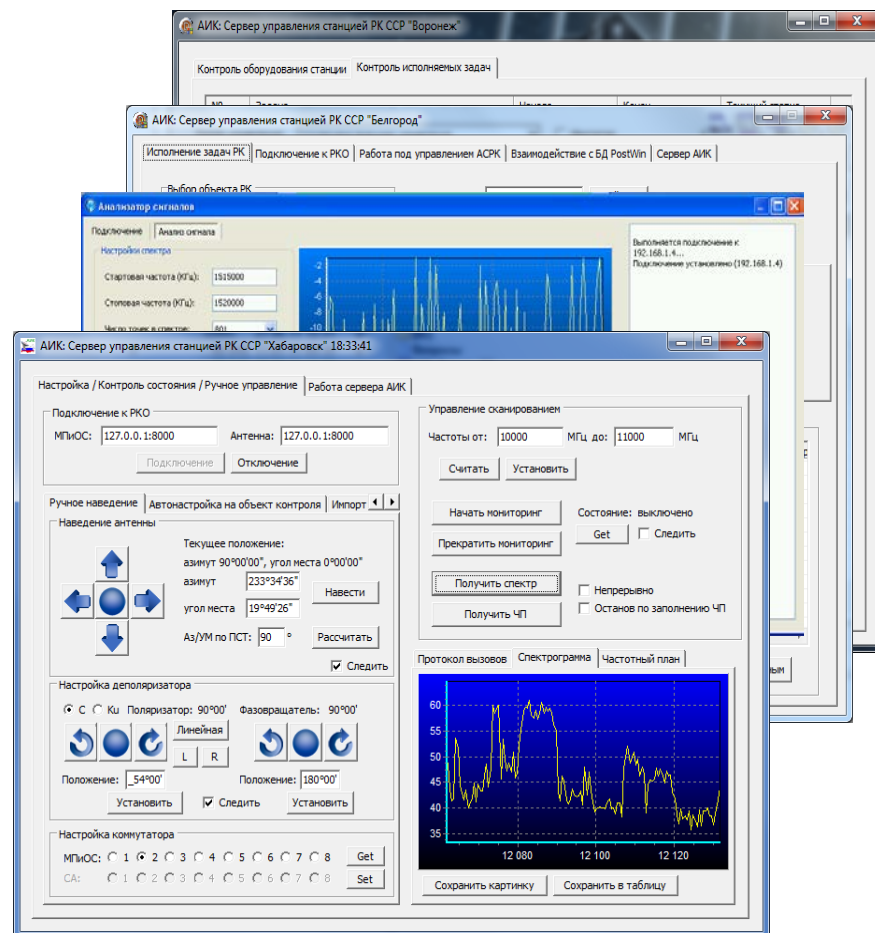 АИК: Сервер управления станцией РК ССР "Воронеж"
Контроль оборудования станции Контроль исполняемых задач
АИК: Сервер управления станцией РК ССР "Белгород"
Исполнение задач РК Подключение к РКО Работа под управлением АСРК Взаимодействие с БД PostWin Сервер АИК
Выбор объекта РК
Анализатор сигналов
Подключение Анализ сигнала
Настройки спектра
Стартовая частота (КГц): 1515000
Стоповая частота (КГц): 1520000
Число точек в спектре: 801
-2
-4
-6
-8
-10
Выполняется подключение к
192.168.1.4...
Подключение установлено (192.168.1.4)
АИК: Сервер управления станцией РК ССР "Хабаровск" 18:33:41
Настройка / Контроль состояния / Ручное управление Работа сервера АИК
Подключение к РКО
МПиОС: 127.0.0.1:8000 Антенна: 127.0.0.1:8000
Подключение Отключение
Ручное наведение Автонастройка на объект контроля Импорт
Наведение антенны
Текущее положение:
азимут 90°00'00", угол места 0°00'00"
азимут 233°34'36"
Навести
угол места 19°49'26"
Аз/УМ по ПСТ: 90 ° Рассчитать
Следить
Настройка деполяризатора
C Ku Поляризатор: 90°00' Фазовращатель: 90°00'
Линейная
L R
Положение: _54°00' Положение: 180°00'
Установить Следить Установить
Настройка коммутатора
МПиОС: 1 2 3 4 5 6 7 8 Get
СА: 1 2 3 4 5 6 7 8 Set
Управление сканированием
Частоты от: 10000 МГц до: 11000 МГц
Считать Установить
Начать мониторинг Состояние: выключено
Прекратить мониторинг Get Следить
Получить спектр Непрерывно
Получить ЧП Останов по заполнению ЧП
Протокол вызовов Спектрограмма Частотный план
60
55
50
45
40
35
12 080 12 100 12 120
Сохранить картинку Сохранить в таблицу